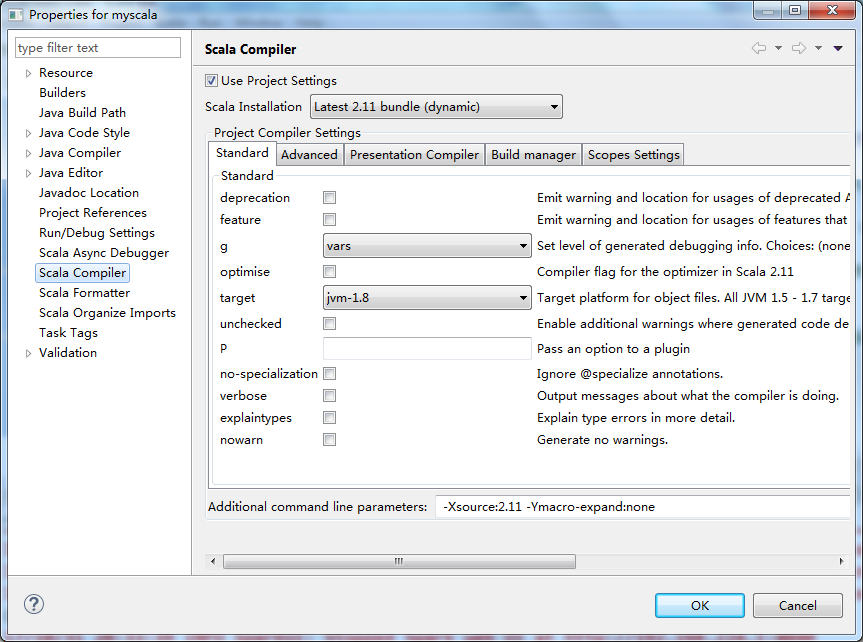 Properties for myscala
type filter text
Resource
Builders
Java Build Path
Java Code Style
Java Compiler
Java Editor
Javadoc Location
Project References
Run/Debug Settings
Scala Async Debugger
Scala Compiler
Scala Formatter
Scala Organize Imports
Task Tags
Validation
Scala Compiler
Use Project Settings
Scala Installation Latest 2.11 bundle (dynamic)
Project Compiler Settings
Standard Advanced Presentation Compiler Build manager Scopes Settings
Standard
deprecation Emit warning and location for usages of deprecated A
feature Emit warning and location for usages of features that
g vars Set level of generated debugging info. Choices: (none
optimise Compiler flag for the optimizer in Scala 2.11
target jvm-1.8 Target platform for object files. All JVM 1.5 - 1.7 targe
unchecked Enable additional warnings where generated code de
P Pass an option to a plugin
no-specialization Ignore @specialize annotations.
verbose Output messages about what the compiler is doing.
explaintypes Explain type errors in more detail.
nowarn Generate no warnings.
Additional command line parameters: -Xsource:2.11 -Ymacro-expand:none
? OK Cancel